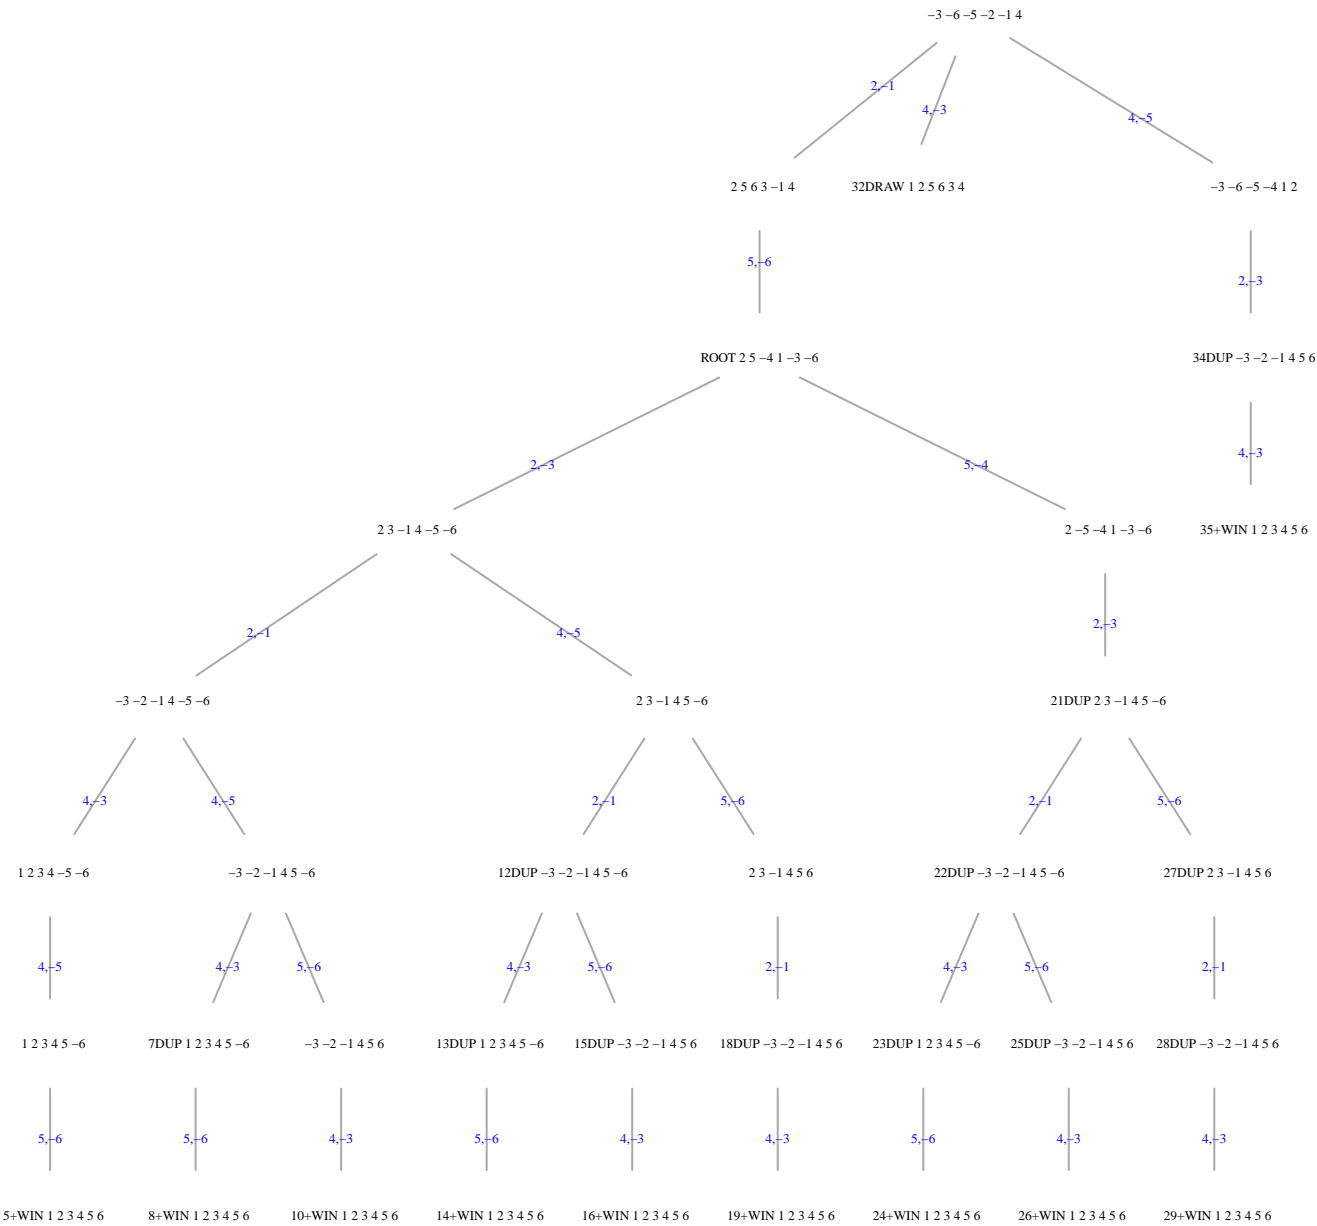 −3 −6 −5 −2 −1 4
2,−1
4,−3
4,−5
2 5 6 3 −1 4
32DRAW 1 2 5 6 3 4
−3 −6 −5 −4 1 2
5,−6
2,−3
ROOT 2 5 −4 1 −3 −6
34DUP −3 −2 −1 4 5 6
2,−3
5,−4
4,−3
2 3 −1 4 −5 −6
2 −5 −4 1 −3 −6
35+WIN 1 2 3 4 5 6
2,−1
4,−5
2,−3
−3 −2 −1 4 −5 −6
2 3 −1 4 5 −6
21DUP 2 3 −1 4 5 −6
4,−3
4,−5
2,−1
5,−6
2,−1
5,−6
1 2 3 4 −5 −6
−3 −2 −1 4 5 −6
12DUP −3 −2 −1 4 5 −6
2 3 −1 4 5 6
22DUP −3 −2 −1 4 5 −6
27DUP 2 3 −1 4 5 6
4,−5
4,−3
5,−6
4,−3
5,−6
2,−1
4,−3
5,−6
2,−1
1 2 3 4 5 −6
7DUP 1 2 3 4 5 −6
−3 −2 −1 4 5 6
13DUP 1 2 3 4 5 −6
15DUP −3 −2 −1 4 5 6
18DUP −3 −2 −1 4 5 6
23DUP 1 2 3 4 5 −6
25DUP −3 −2 −1 4 5 6
28DUP −3 −2 −1 4 5 6
5,−6
5,−6
4,−3
5,−6
4,−3
4,−3
5,−6
4,−3
4,−3
5+WIN 1 2 3 4 5 6
8+WIN 1 2 3 4 5 6
10+WIN 1 2 3 4 5 6
14+WIN 1 2 3 4 5 6
16+WIN 1 2 3 4 5 6
19+WIN 1 2 3 4 5 6
24+WIN 1 2 3 4 5 6
26+WIN 1 2 3 4 5 6
29+WIN 1 2 3 4 5 6